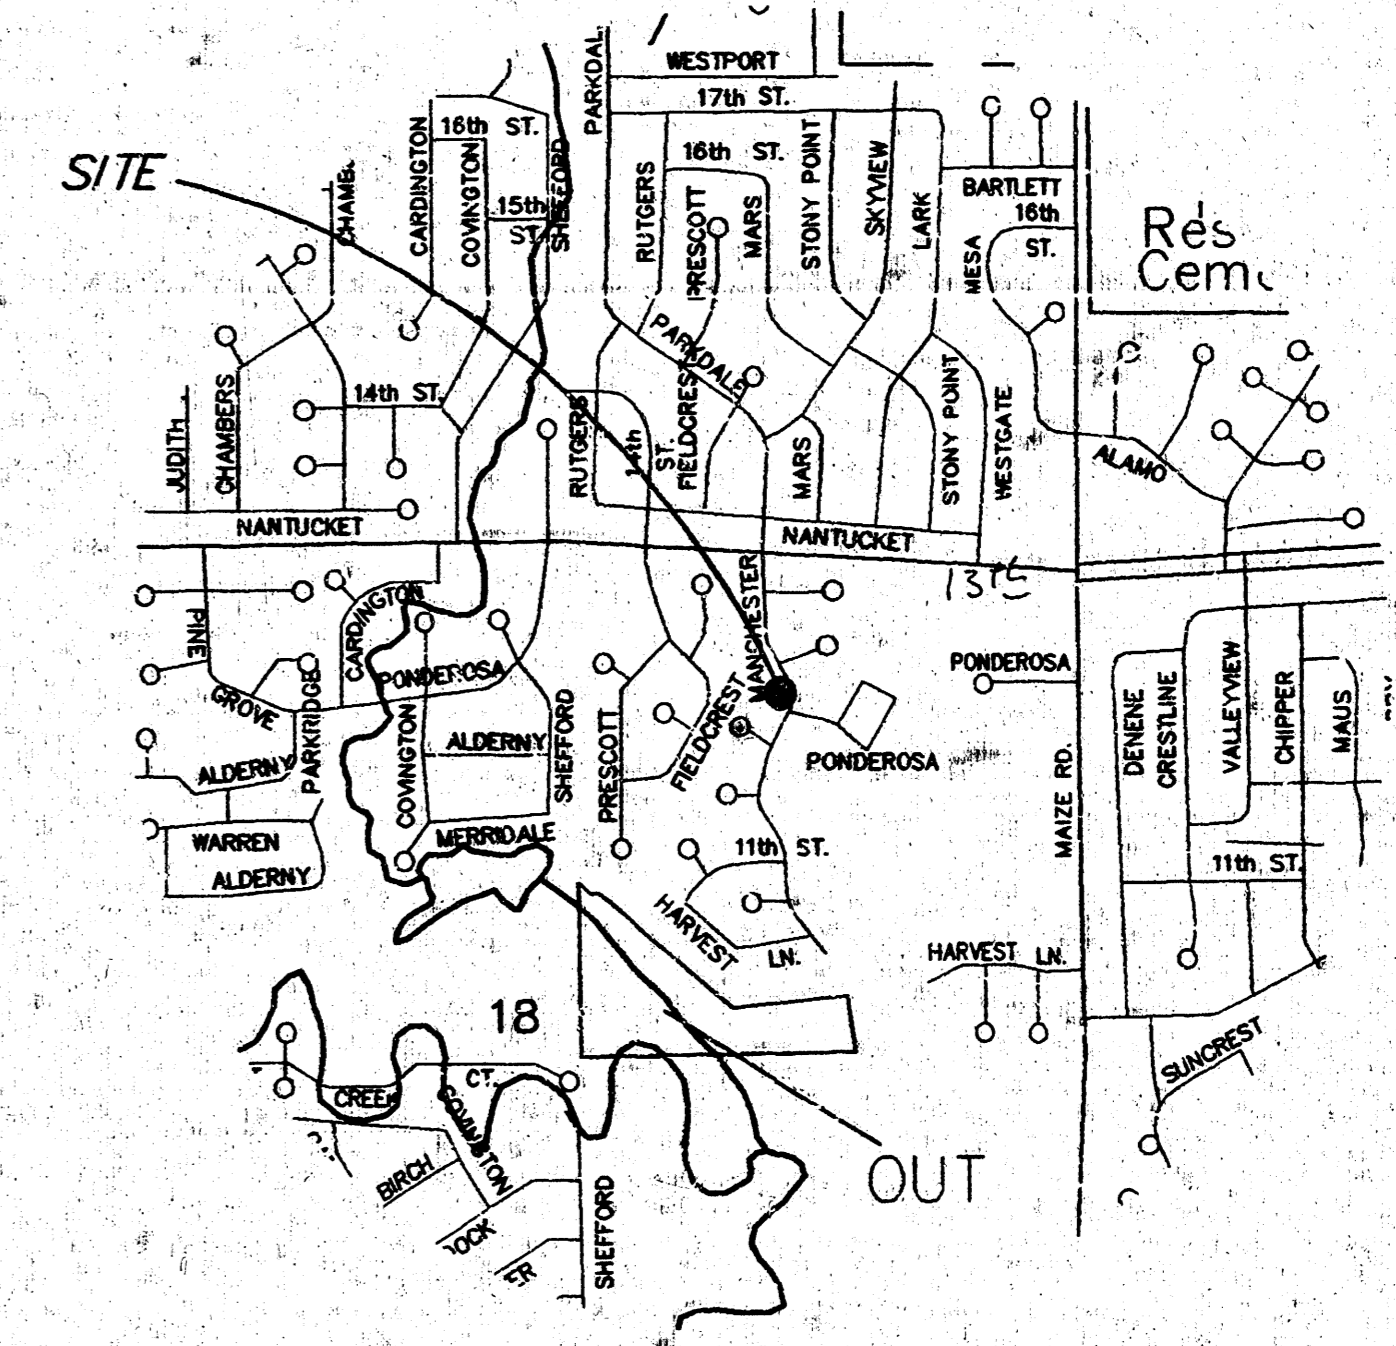 WESTPORT
17th ST.
PARKDAL
16th ST.
CARDINGTON
COVINGTON
SHEFFORD
15th
ST.
SITE
CHAMB
RUTGERS
16th ST.
PRESCOTT
MARS
STONY POINT
SKYVIEW
LARK
BARTLETT
16th
ST.
MESA
Res
Cem
PARKDALE
14th ST.
JUDITH
CHAMBERS
RUTGERS
14th
ST.
FIELDCREST
MARS
STONY POINT
WESTGATE
ALAMO
NANTUCKET
NANTUCKET
13th
PINE
GROVE
CARDINGTON
PONDEROSA
PARKRIDGE
ALDERNY
COVINGTON
ALDERNY
SHEFFORD
MERRIDALE
WARREN
ALDERNY
PRESCOTT
FIELDCREST
MANCHESTER
PONDEROSA
PONDEROSA
MAIZE RD.
DENENE
CRESTLINE
VALLEYVIEW
CHIPPER
MAUS
11th ST.
11th ST.
HARVEST
LN.
HARVEST LN.
18
CREEK
CT.
COVINGTON
BIRCH
OCK
ER
SHEFFORD
OUT
SUNCREST